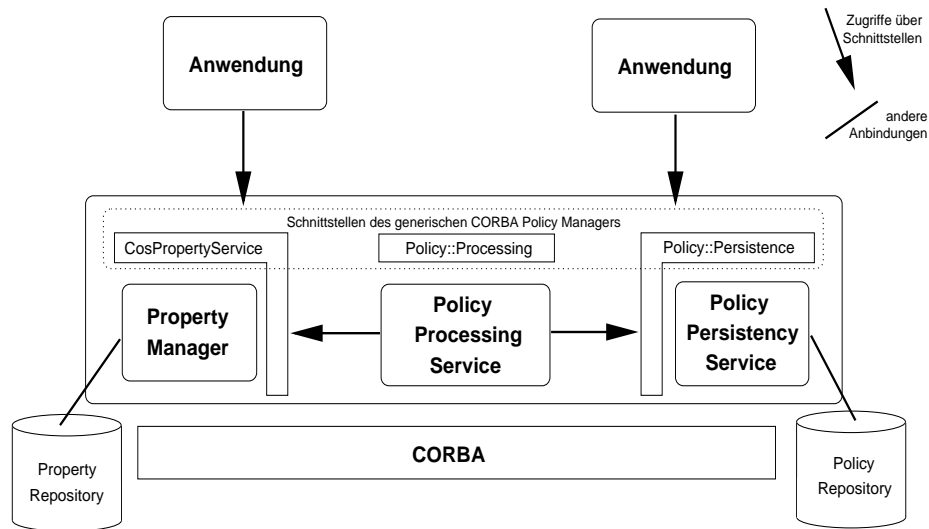 Anwendung
Anwendung
Zugriffe über
Schnittstellen
andere
Anbindungen
Schnittstellen des generischen CORBA Policy Managers
CosPropertyService
Policy::Processing
Policy::Persistence
Property
Manager
Policy
Processing
Service
Policy
Persistency
Service
Property
Repository
CORBA
Policy
Repository